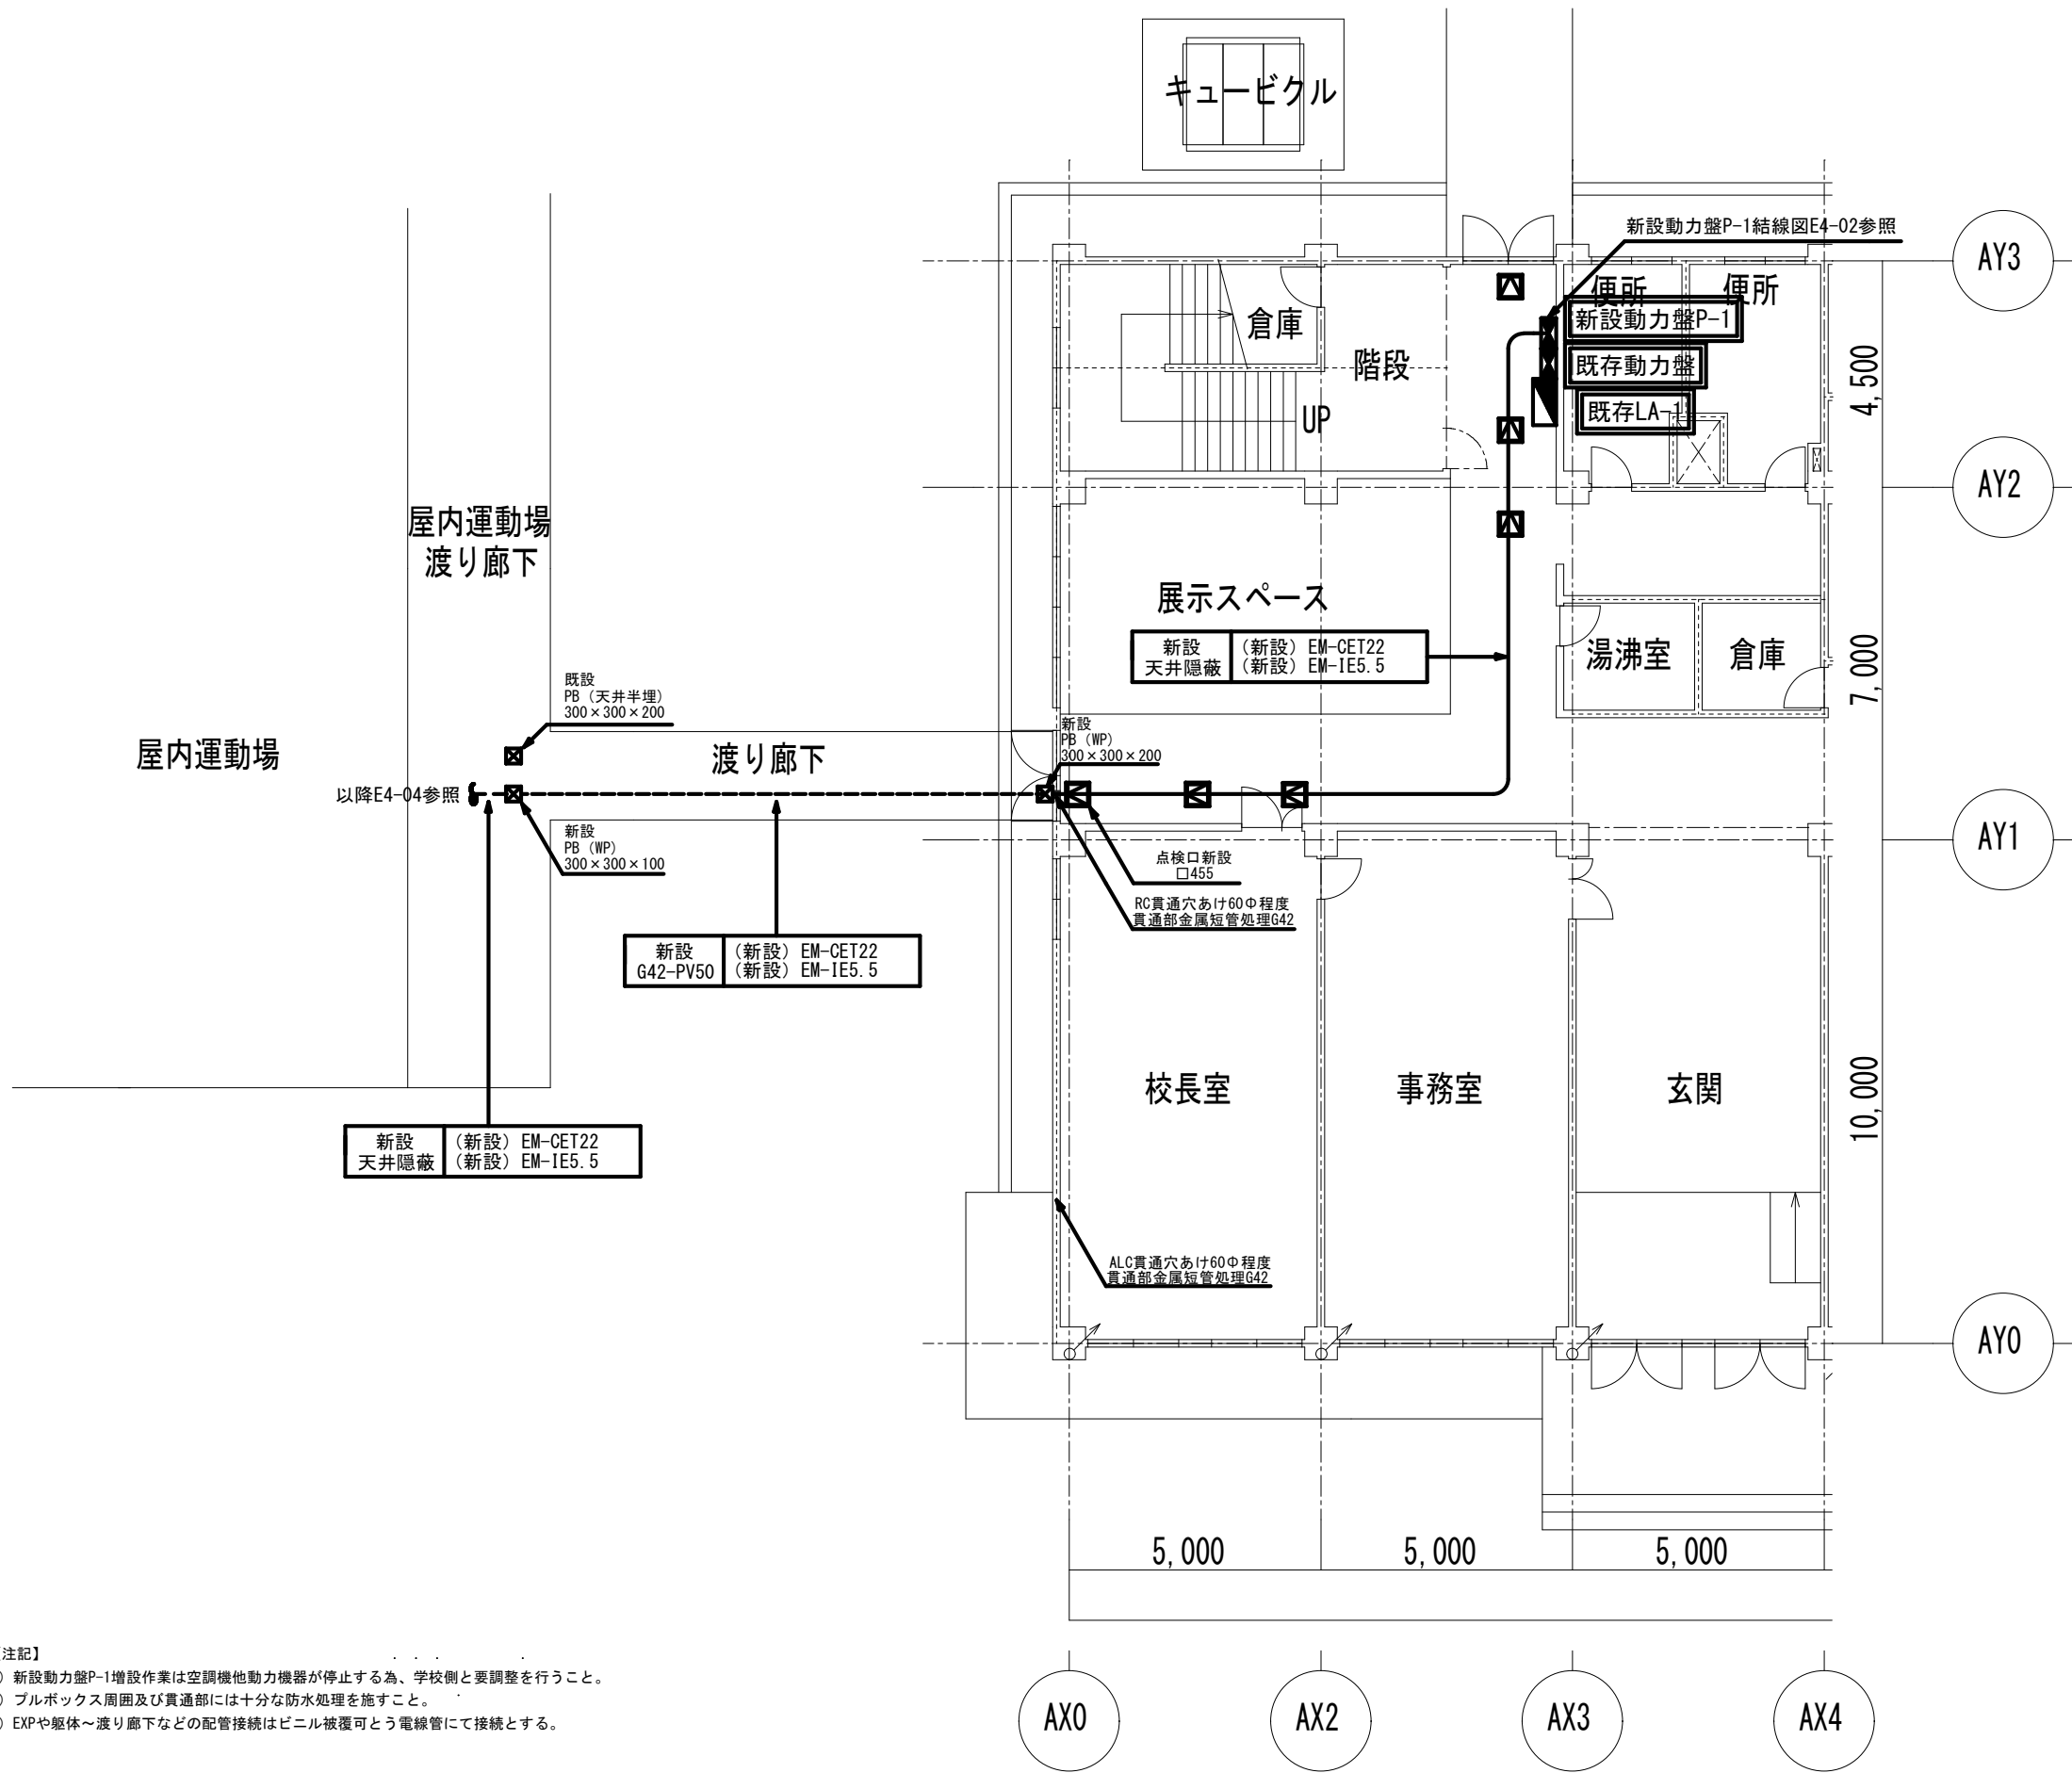 キュービクル
新設動力盤P-1結線図E4-02参照
AY3
便所
便所
新設動力盤P-1
倉庫
階段
既存動力盤
4,500
既存LA-1
UP
AY2
屋内運動場
渡り廊下
展示スペース
新設
天井隠蔽
(新設) EM-CET22
(新設) EM-IE5.5
湯沸室
倉庫
7,000
既設
PB (天井半埋)
300×300×200
新設
PB (WP)
300×300×200
屋内運動場
渡り廊下
以降E4-04参照
新設
PB (WP)
300×300×100
AY1
点検口新設
□455
RC貫通穴あけ60Φ程度
貫通部金属短管処理G42
新設
G42-PV50
(新設) EM-CET22
(新設) EM-IE5.5
校長室
事務室
玄関
10,000
新設
天井隠蔽
(新設) EM-CET22
(新設) EM-IE5.5
ALC貫通穴あけ60Φ程度
貫通部金属短管処理G42
AY0
5,000
5,000
5,000
注記】
) 新設動力盤P-1増設作業は空調機他動力機器が停止する為、学校側と要調整を行うこと。
) プルボックス周囲及び貫通部には十分な防水処理を施すこと。
) EXPや躯体～渡り廊下などの配管接続はビニル被覆可とう電線管にて接続とする。
AX0
AX2
AX3
AX4